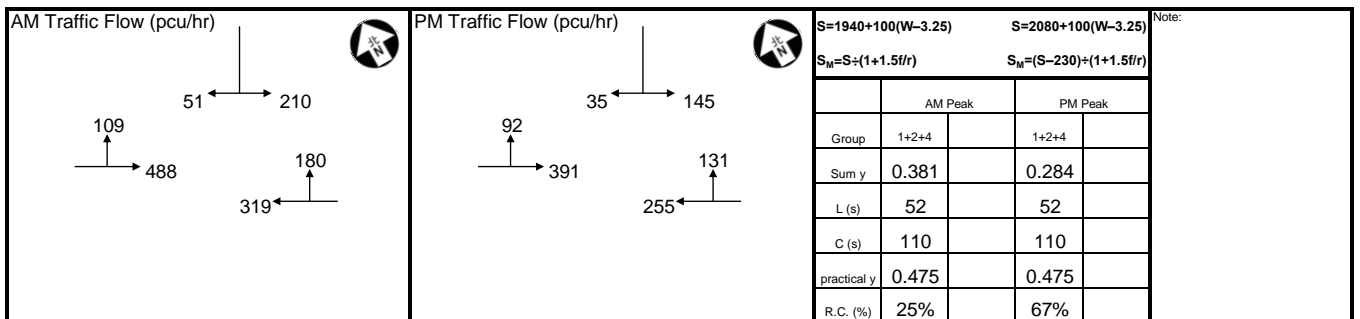 AM Traffic Flow (pcu/hr)
北
N
51
210
109
488
180
319
PM Traffic Flow (pcu/hr)
北
N
35
145
92
391
131
255
S=1940+100(W–3.25) S=2080+100(W–3.25)
SM=S÷(1+1.5f/r) SM=(S–230)÷(1+1.5f/r)
AM Peak PM Peak
Group 1+2+4 1+2+4
Sum y 0.381 0.284
L (s) 52 52
C (s) 110 110
practical y 0.475 0.475
R.C. (%) 25% 67%
Note: